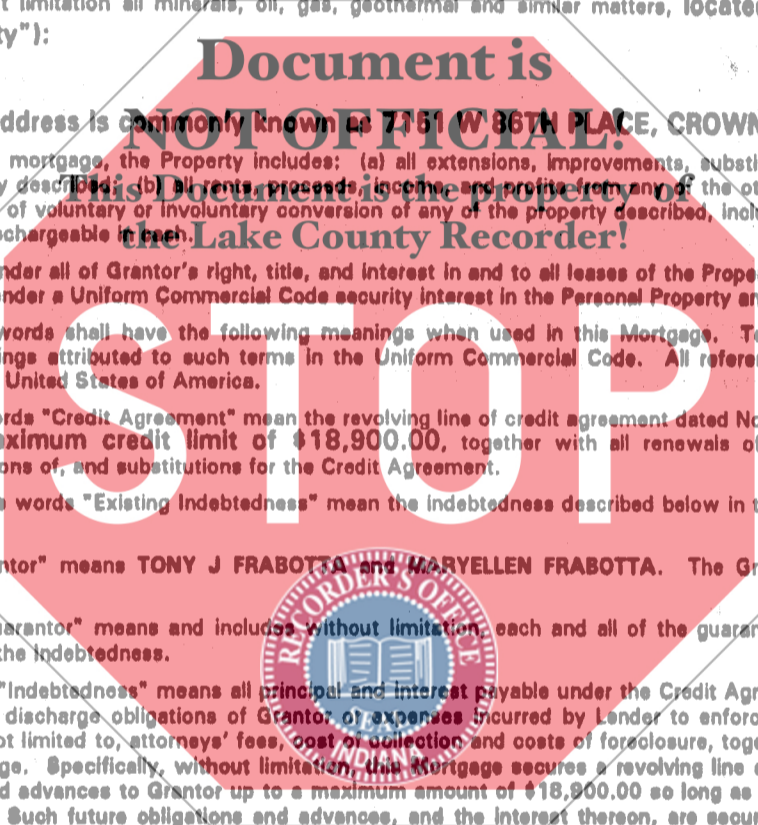 t limitation all minerals, oil, gas, geothermal and similar matters, locate
ty"):
Document is
NOT OFFICIAL!
ddress is commonly known as 7161 W 86TH PLACE, CROWN
mortgage, the Property includes: (a) all extensions, improvements, substi
This Document is the property of
y described; (b) all rents, proceeds, income, and profits from any of the ot
of voluntary or involuntary conversion of any of the property described, incl
the Lake County Recorder!
chargeable in cash.
nder all of Grantor's right, title, and interest in and to all leases of the Prope
nder a Uniform Commercial Code security interest in the Personal Property an
STOP
words shall have the following meanings when used in this Mortgage. Te
ings attributed to such terms in the Uniform Commercial Code. All refere
United States of America.
rds "Credit Agreement" mean the revolving line of credit agreement dated No
aximum credit limit of $18,900.00, together with all renewals of
ons of, and substitutions for the Credit Agreement.
e words "Existing Indebtedness" mean the indebtedness described below in t
ntor" means TONY J FRABOTTA and MARYELLEN FRABOTTA. The Gr
uarantor" means and includes without limitation, each and all of the guaran
the Indebtedness.
"Indebtedness" means all principal and interest payable under the Credit Agr
discharge obligations of Grantor or expenses incurred by Lender to enforc
ot limited to, attorneys' fees, cost of collection and costs of foreclosure, toge
ge. Specifically, without limitation, this Mortgage secures a revolving line
d advances to Grantor up to a maximum amount of $18,900.00 so long as
Such future obligations and advances, and the interest thereon, are secu
RECORDER'S OFFICE
SEAL
INDIANA